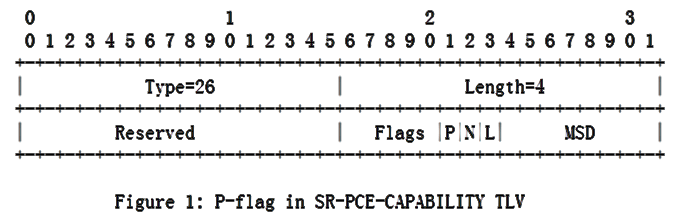 0                   1                   2                   3
 0 1 2 3 4 5 6 7 8 9 0 1 2 3 4 5 6 7 8 9 0 1 2 3 4 5 6 7 8 9 0 1
+-+-+-+-+-+-+-+-+-+-+-+-+-+-+-+-+-+-+-+-+-+-+-+-+-+-+-+-+-+-+-+-+
|            Type=26            |            Length=4           |
+-+-+-+-+-+-+-+-+-+-+-+-+-+-+-+-+-+-+-+-+-+-+-+-+-+-+-+-+-+-+-+-+
|         Reserved              |   Flags |P|N|L|      MSD      |
+-+-+-+-+-+-+-+-+-+-+-+-+-+-+-+-+-+-+-+-+-+-+-+-+-+-+-+-+-+-+-+-+
Figure 1: P-flag in SR-PCE-CAPABILITY TLV